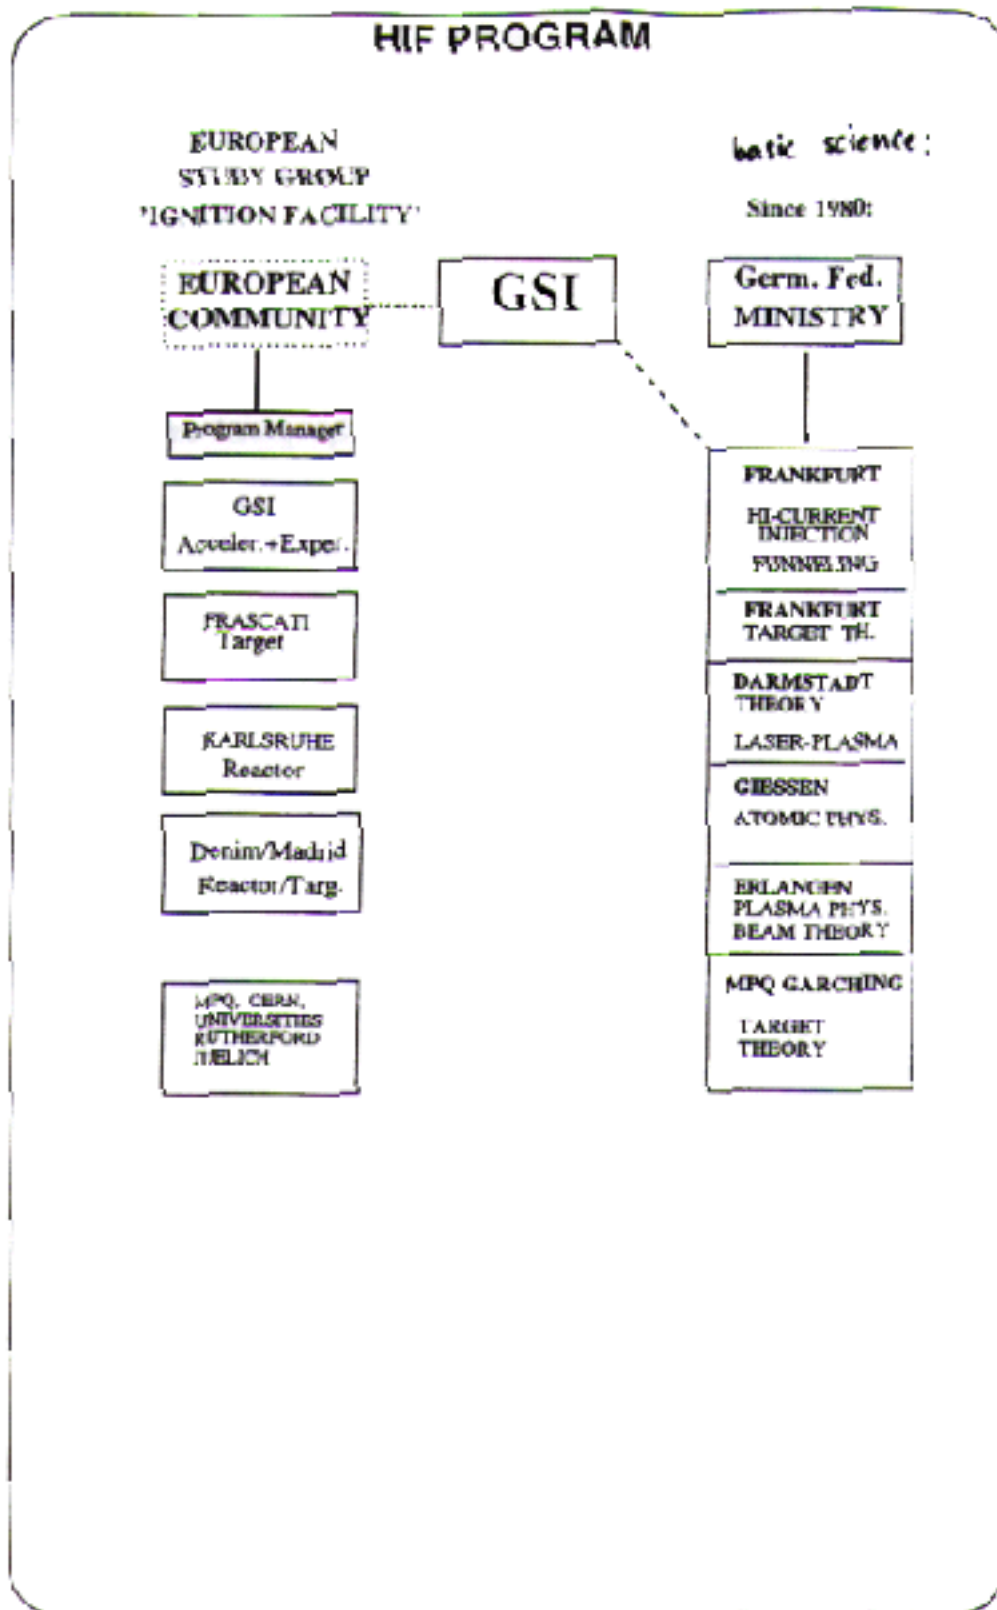 HIF PROGRAM
EUROPEAN
STUDY GROUP
'IGNITION FACILITY'
EUROPEAN
COMMUNITY
Program Manager
GSI
Acceler.+Exper.
FRASCATI
Target
KARLSRUHE
Reactor
Denim/Madrid
Reactor/Targ.
MPQ, CERN,
UNIVERSITIES
RUTHERFORD
JUELICH
GSI
basic science:
Since 1980:
Germ. Fed.
MINISTRY
FRANKFURT
HI-CURRENT
INJECTION
FUNNELING
FRANKFURT
TARGET TH.
DARMSTADT
THEORY
LASER-PLASMA
GIESSEN
ATOMIC PHYS.
ERLANGEN
PLASMA PHYS.
BEAM THEORY
MPQ GARCHING
TARGET
THEORY